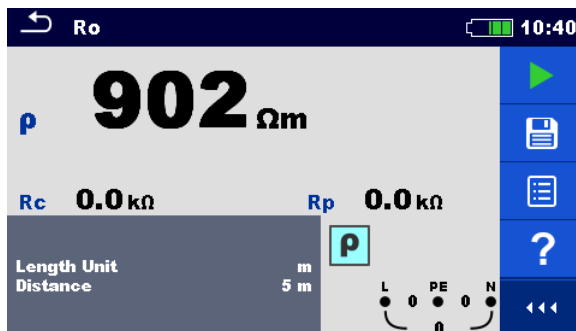 Ro 10:40
ρ 902 Ωm
Rc 0.0 kΩ Rp 0.0 kΩ
ρ
?
Length Unit m
Distance 5 m
L PE N
0 0
0